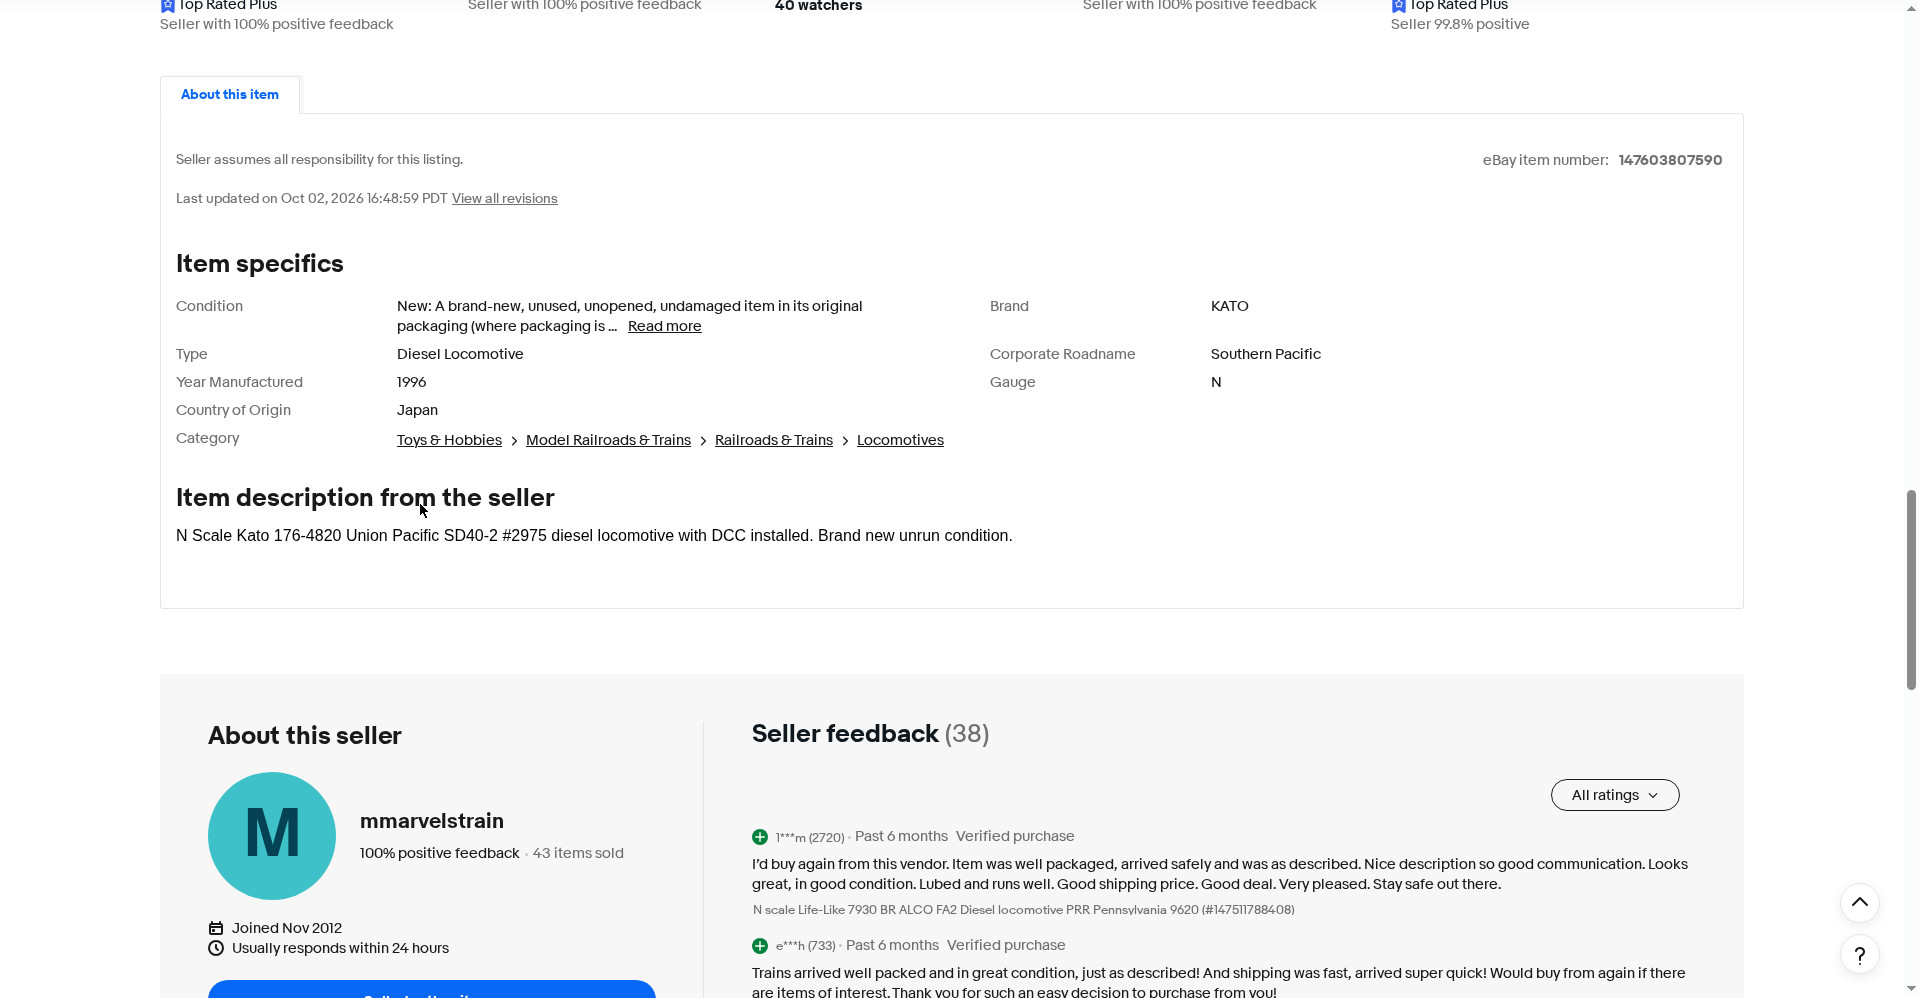 Top Rated Plus
Seller with 100% positive feedback
Seller with 100% positive feedback
40 watchers
Seller with 100% positive feedback
Top Rated Plus
Seller 99.8% positive
About this item
Seller assumes all responsibility for this listing.
eBay item number: 147603807590
Last updated on Oct 02, 2026 16:48:59 PDT View all revisions
Item specifics
Condition
New: A brand-new, unused, unopened, undamaged item in its original
packaging (where packaging is ... Read more
Brand
KATO
Type
Diesel Locomotive
Corporate Roadname
Southern Pacific
Year Manufactured
1996
Gauge
N
Country of Origin
Japan
Category
Toys & Hobbies > Model Railroads & Trains > Railroads & Trains > Locomotives
Item description from the seller
N Scale Kato 176-4820 Union Pacific SD40-2 #2975 diesel locomotive with DCC installed. Brand new unrun condition.
About this seller
M
mmarvelstrain
100% positive feedback · 43 items sold
Joined Nov 2012
Usually responds within 24 hours
Seller feedback (38)
All ratings
1***m (2720) · Past 6 months Verified purchase
I'd buy again from this vendor. Item was well packaged, arrived safely and was as described. Nice description so good communication. Looks
great, in good condition. Lubed and runs well. Good shipping price. Good deal. Very pleased. Stay safe out there.
N scale Life-Like 7930 BR ALCO FA2 Diesel locomotive PRR Pennsylvania 9620 (#147511788408)
e***h (733) · Past 6 months Verified purchase
Trains arrived well packed and in great condition, just as described! And shipping was fast, arrived super quick! Would buy from again if there
are items of interest. Thank you for such an easy decision to purchase from you!
?